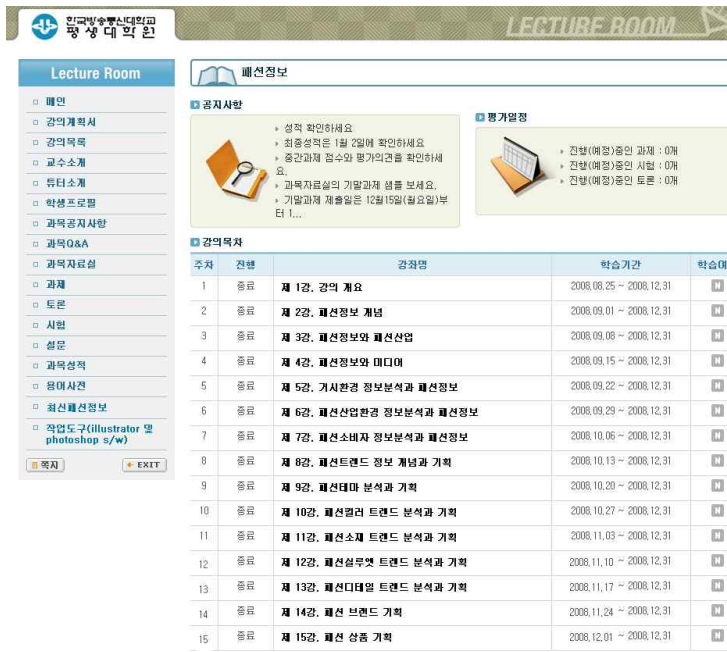 한국방송통신대학교
평생대학원
LECTURE ROOM
Lecture Room
메인
강의계획서
강의목록
교수소개
튜터소개
학생프로필
과목공지사항
과목Q&A
과목자료실
과제
토론
시험
설문
과목성적
용어사전
최신패션정보
작업도구(illustrator 및
photoshop s/w)
쪽지
EXIT
패션정보
공지사항
성적 확인하세요
최종성적은 1월 2일에 확인하세요
중간과제 점수와 평가의견을 확인하세
요.
과목자료실의 기말과제 샘플 보세요.
기말과제 제출일은 12월15일(월요일)부
터 1...
평가일정
진행(예정)중인 과제 : 0개
진행(예정)중인 시험 : 0개
진행(예정)중인 토론 : 0개
강의목차
주차 진행 강좌명 학습기간 학습여
1 종료 제 1강. 강의 개요 2008.08.25 ~ 2008.12.31 N
2 종료 제 2강. 패션정보 개념 2008.09.01 ~ 2008.12.31 N
3 종료 제 3강. 패션정보와 패션산업 2008.09.08 ~ 2008.12.31 N
4 종료 제 4강. 패션정보와 미디어 2008.09.15 ~ 2008.12.31 N
5 종료 제 5강. 거시환경 정보분석과 패션정보 2008.09.22 ~ 2008.12.31 N
6 종료 제 6강. 패션산업환경 정보분석과 패션정보 2008.09.29 ~ 2008.12.31 N
7 종료 제 7강. 패션소비자 정보분석과 패션정보 2008.10.06 ~ 2008.12.31 N
8 종료 제 8강. 패션트렌드 정보 개념과 기획 2008.10.13 ~ 2008.12.31 N
9 종료 제 9강. 패션테마 분석과 기획 2008.10.20 ~ 2008.12.31 N
10 종료 제 10강. 패션컬러 트렌드 분석과 기획 2008.10.27 ~ 2008.12.31 N
11 종료 제 11강. 패션소재 트렌드 분석과 기획 2008.11.03 ~ 2008.12.31 N
12 종료 제 12강. 패션실루엣 트렌드 분석과 기획 2008.11.10 ~ 2008.12.31 N
13 종료 제 13강. 패션디테일 트렌드 분석과 기획 2008.11.17 ~ 2008.12.31 N
14 종료 제 14강. 패션 브랜드 기획 2008.11.24 ~ 2008.12.31 N
15 종료 제 15강. 패션 상품 기획 2008.12.01 ~ 2008.12.31 N